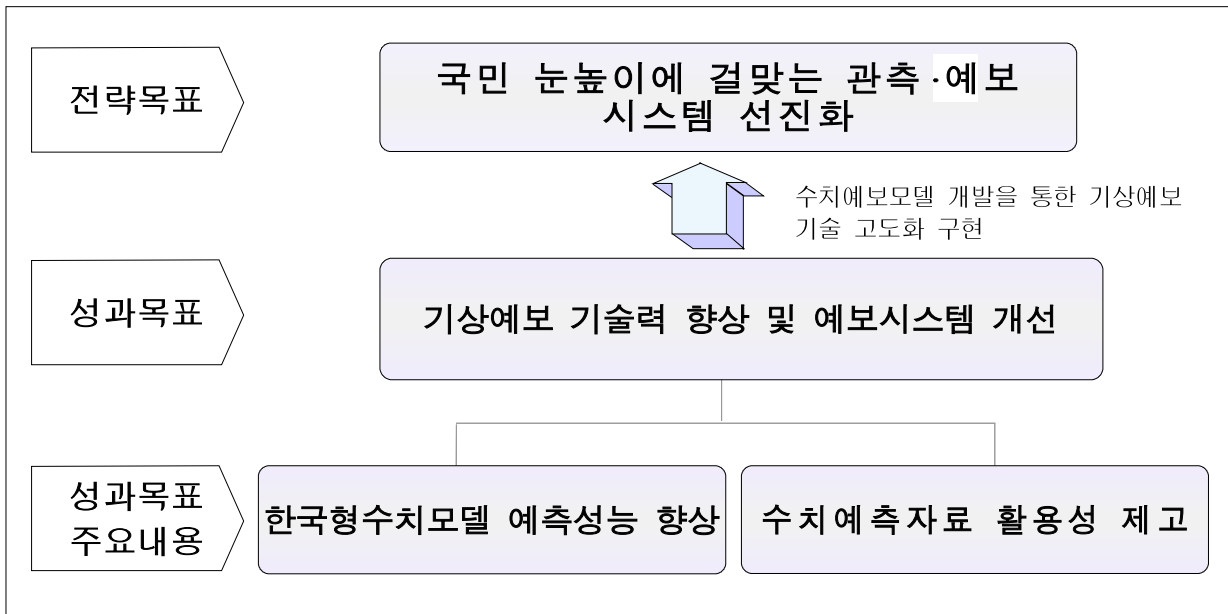 전략목표
국민 눈높이에 걸맞는 관측·예보
시스템 선진화
수치예보모델 개발을 통한 기상예보
기술 고도화 구현
성과목표
기상예보 기술력 향상 및 예보시스템 개선
성과목표
주요내용
한국형수치모델 예측성능 향상
수치예측자료 활용성 제고